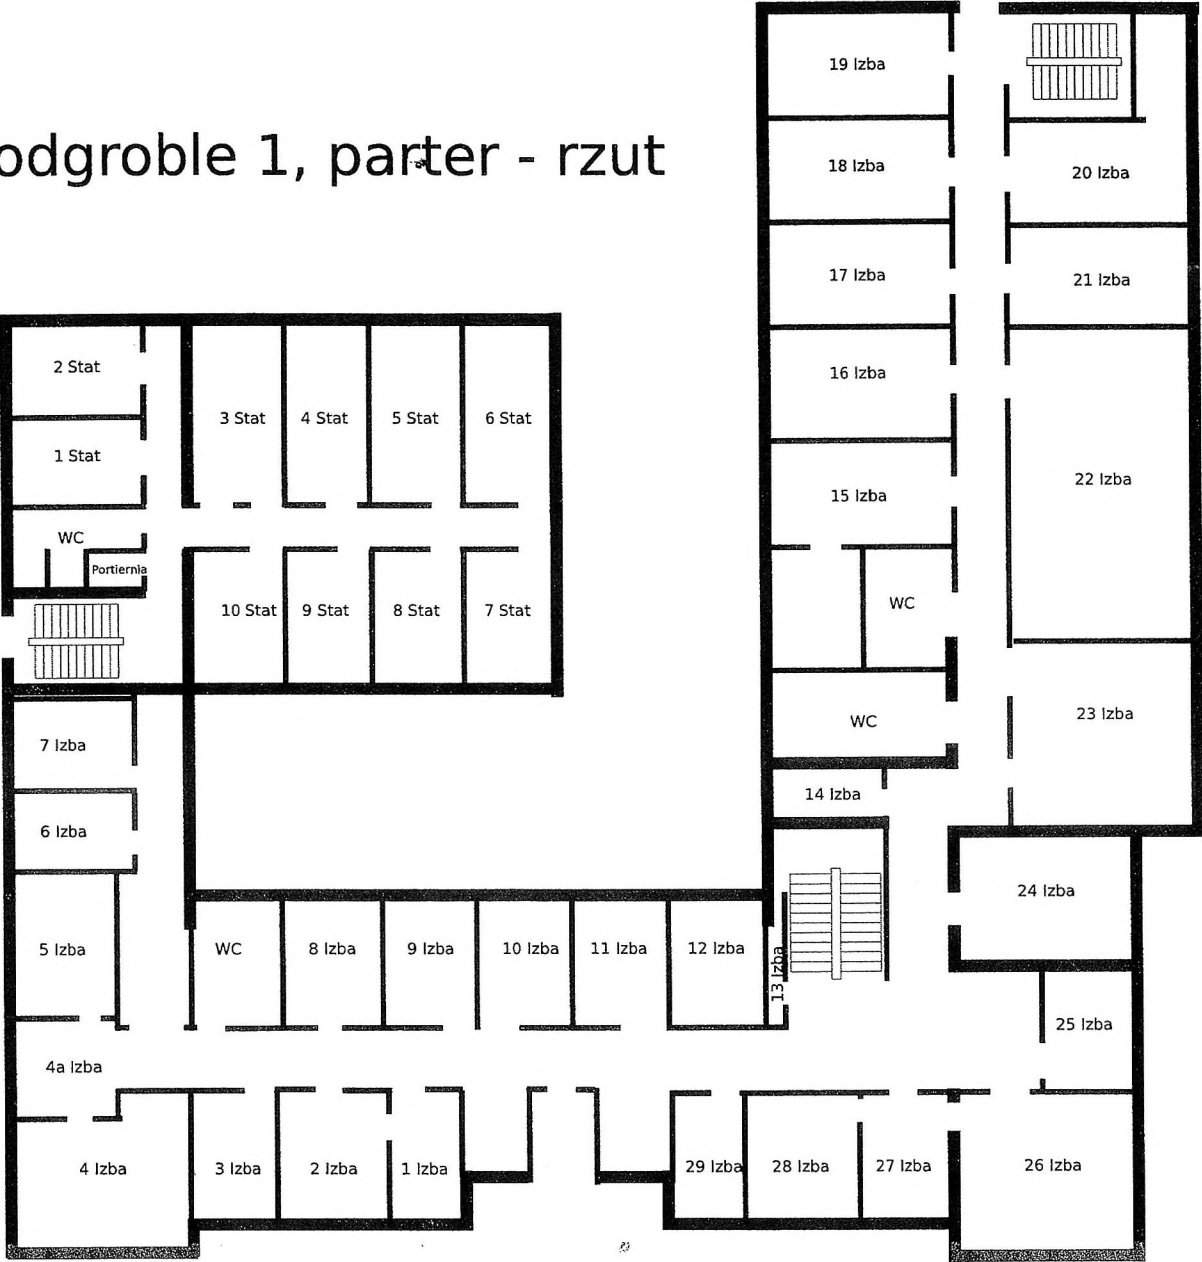 odgroble 1, parter - rzut
19 Izba
18 Izba
20 Izba
17 Izba
21 Izba
16 Izba
22 Izba
15 Izba
WC
WC
23 Izba
14 Izba
2 Stat
1 Stat
WC
Portiernia
3 Stat
4 Stat
5 Stat
6 Stat
10 Stat
9 Stat
8 Stat
7 Stat
7 Izba
6 Izba
5 Izba
4a Izba
WC
8 Izba
9 Izba
10 Izba
11 Izba
12 Izba
13 Izba
24 Izba
25 Izba
4 Izba
3 Izba
2 Izba
1 Izba
29 Izba
28 Izba
27 Izba
26 Izba